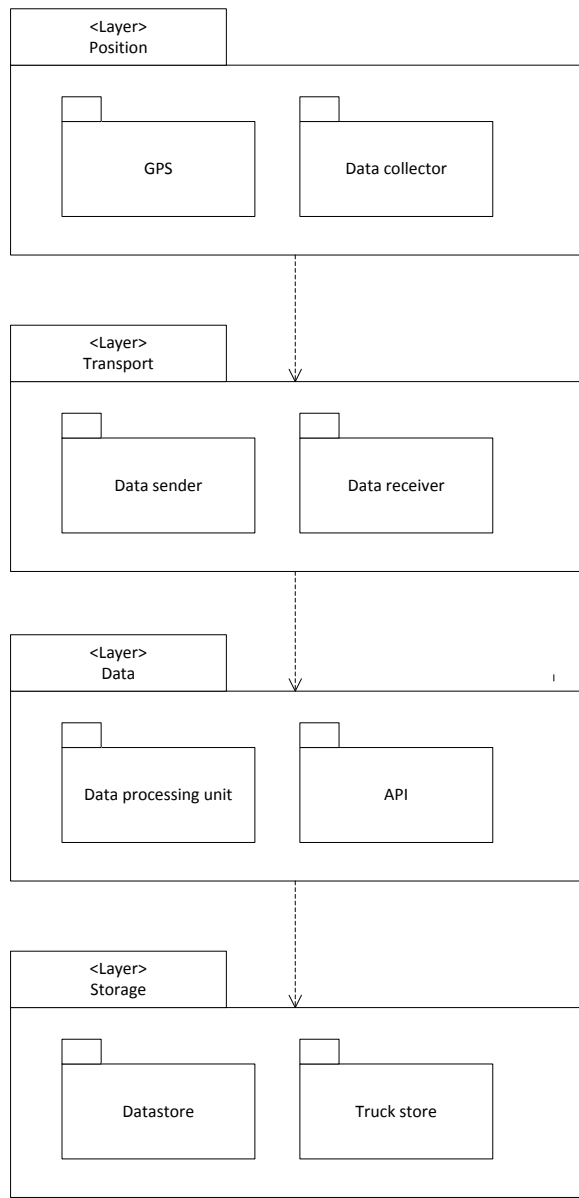 <Layer>
Position
GPS
Data collector
<Layer>
Transport
Data sender
Data receiver
<Layer>
Data
Data processing unit
API
<Layer>
Storage
Datastore
Truck store